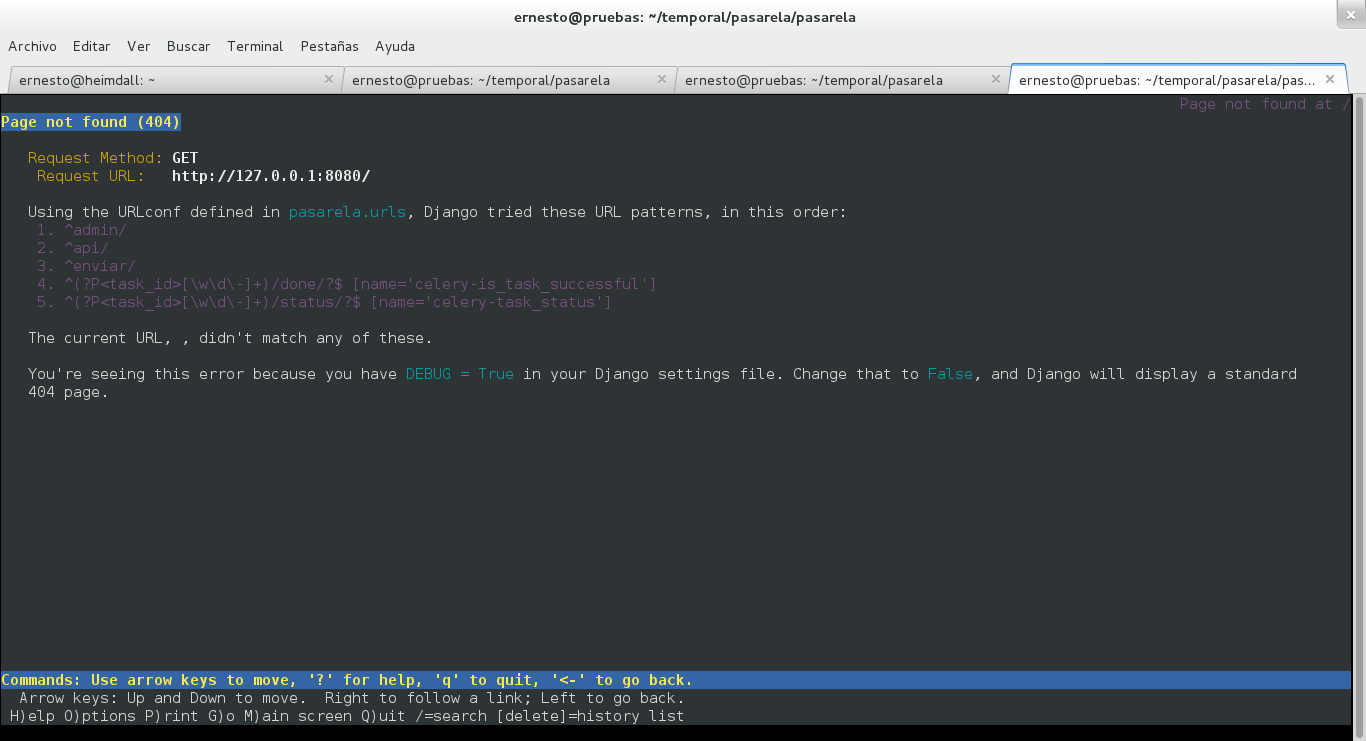 ernesto@pruebas: ~/temporal/pasarela/pasarela
Archivo Editar Ver Buscar Terminal Pestañas Ayuda
ernesto@heimdall: ~
ernesto@pruebas: ~/temporal/pasarela
ernesto@pruebas: ~/temporal/pasarela
ernesto@pruebas: ~/temporal/pasarela/pas...
Page not found at /
Page not found (404)
Request Method: GET
Request URL: http://127.0.0.1:8080/
Using the URLconf defined in pasarela.urls, Django tried these URL patterns, in this order:
1. ^admin/
2. ^api/
3. ^enviar/
4. ^(?P<task_id>[\w\d\-]+)/done/?$ [name='celery-is_task_successful']
5. ^(?P<task_id>[\w\d\-]+)/status/?$ [name='celery-task_status']
The current URL, , didn't match any of these.
You're seeing this error because you have DEBUG = True in your Django settings file. Change that to False, and Django will display a standard
404 page.
Commands: Use arrow keys to move, '?' for help, 'q' to quit, '<-' to go back.
Arrow keys: Up and Down to move. Right to follow a link; Left to go back.
H)elp O)ptions P)rint G)o M)ain screen Q)uit /=search [delete]=history list